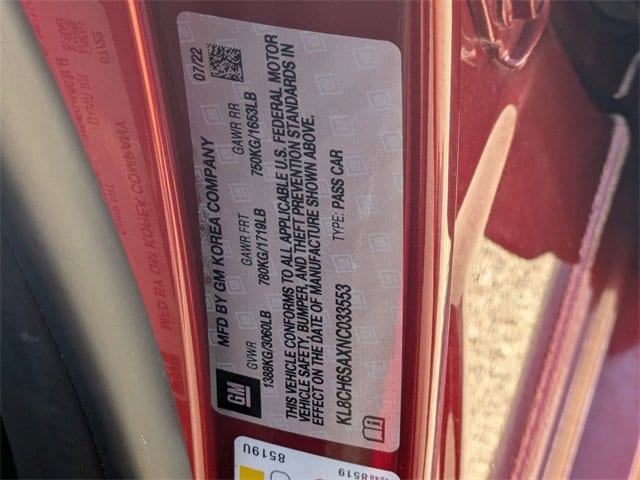 07/22
MFD BY GM KOREA COMPANY
GVWR GAWR FRT GAWR RR
1388KG/3060LB 780KG/1719LB 750KG/1653LB
THIS VEHICLE CONFORMS TO ALL APPLICABLE U.S. FEDERAL MOTOR
VEHICLE SAFETY, BUMPER, AND THEFT PREVENTION STANDARDS IN
EFFECT ON THE DATE OF MANUFACTURE SHOWN ABOVE.
KL8CH6SAXNC033553 TYPE: PASS CAR
GM
8519U